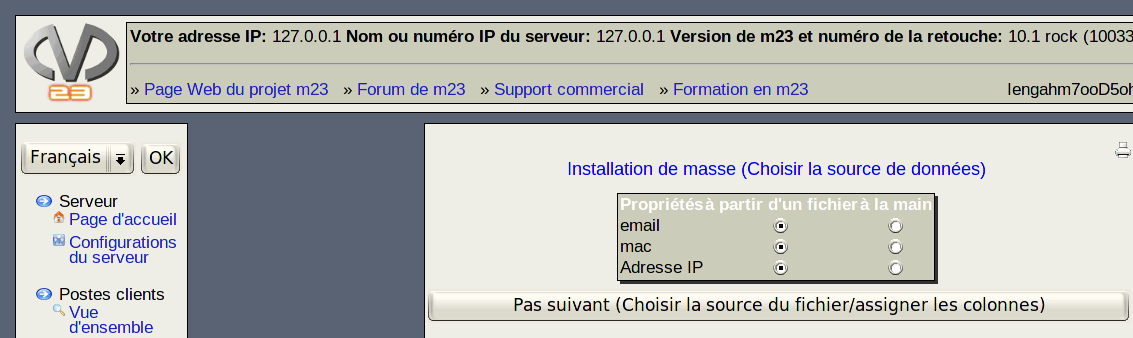 Votre adresse IP: 127.0.0.1 Nom ou numéro IP du serveur: 127.0.0.1 Version de m23 et numéro de la retouche: 10.1 rock (10033
» Page Web du projet m23 » Forum de m23 » Support commercial » Formation en m23
23
Français OK
Serveur
Page d'accueil
Configurations
du serveur
Postes clients
Vue
d'ensemble
Installation de masse (Choisir la source de données)
Propriétés à partir d'un fichier à la main
email
mac
Adresse IP
Pas suivant (Choisir la source du fichier/assigner les colonnes)